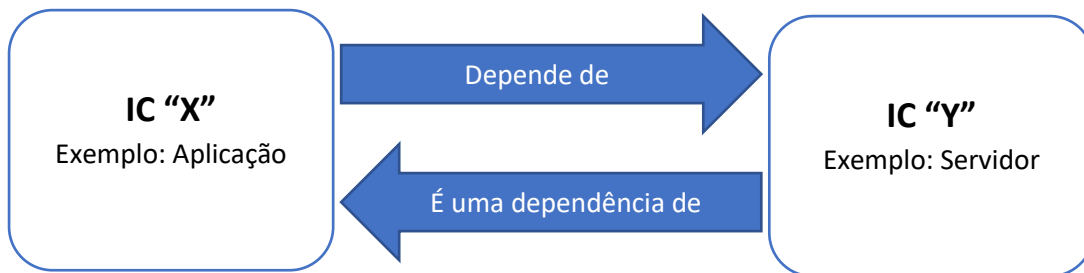 IC “X”
Exemplo: Aplicação
Depende de
É uma dependência de
IC “Y”
Exemplo: Servidor